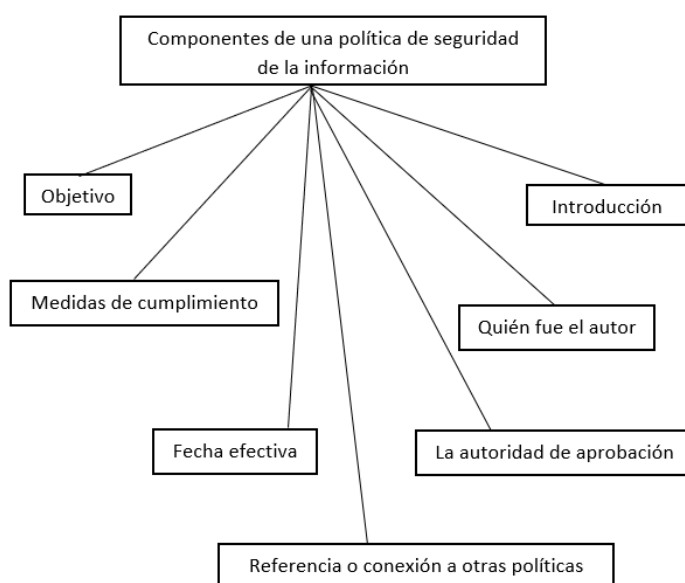 Componentes de una política de seguridad
de la información
Objetivo
Introducción
Medidas de cumplimiento
Quién fue el autor
Fecha efectiva
La autoridad de aprobación
Referencia o conexión a otras políticas